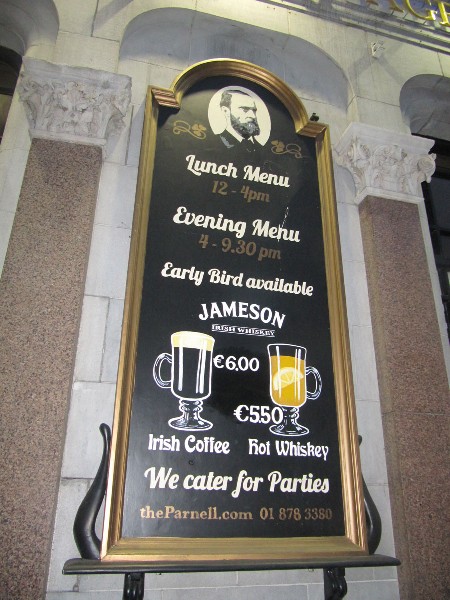 Lunch Menu
12 - 4pm
Evening Menu
4 - 9.30 pm
Early Bird available
JAMESON
IRISH WHISKEY
€6.00
€5.50
Irish Coffee Hot Whiskey
We cater for Parties
theParnell.com 01 878 3380